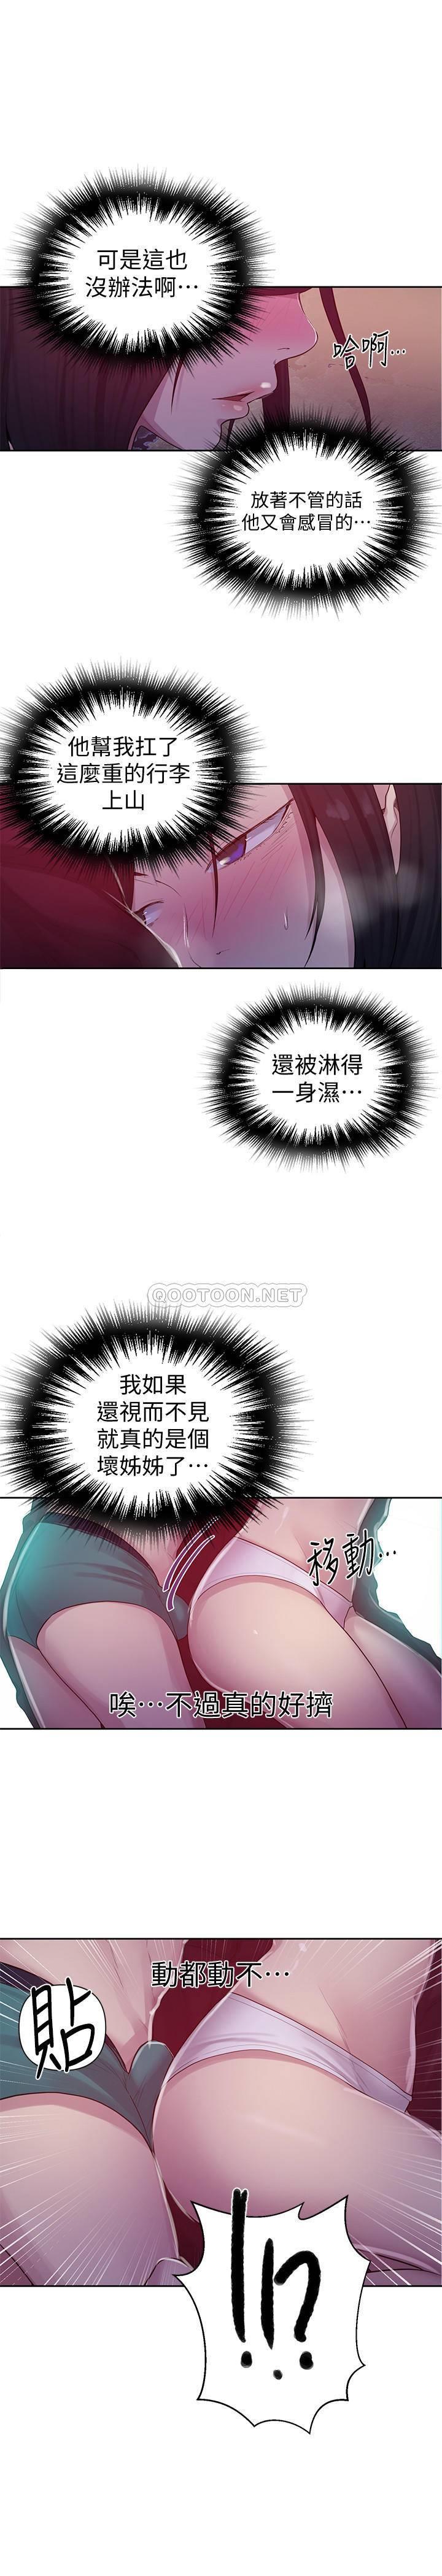 可是這也
沒辦法啊⋯
哈啊…
放著不管的話
他又會感冒的⋯
他幫我扛了
這麼重的行李
上山
還被淋得
一身濕⋯
QOOTOON.NET
我如果
還視而不見
就真的是個
壞姊姊了⋯
移動…
唉⋯不過真的好擠
動都動不⋯
貼
!?